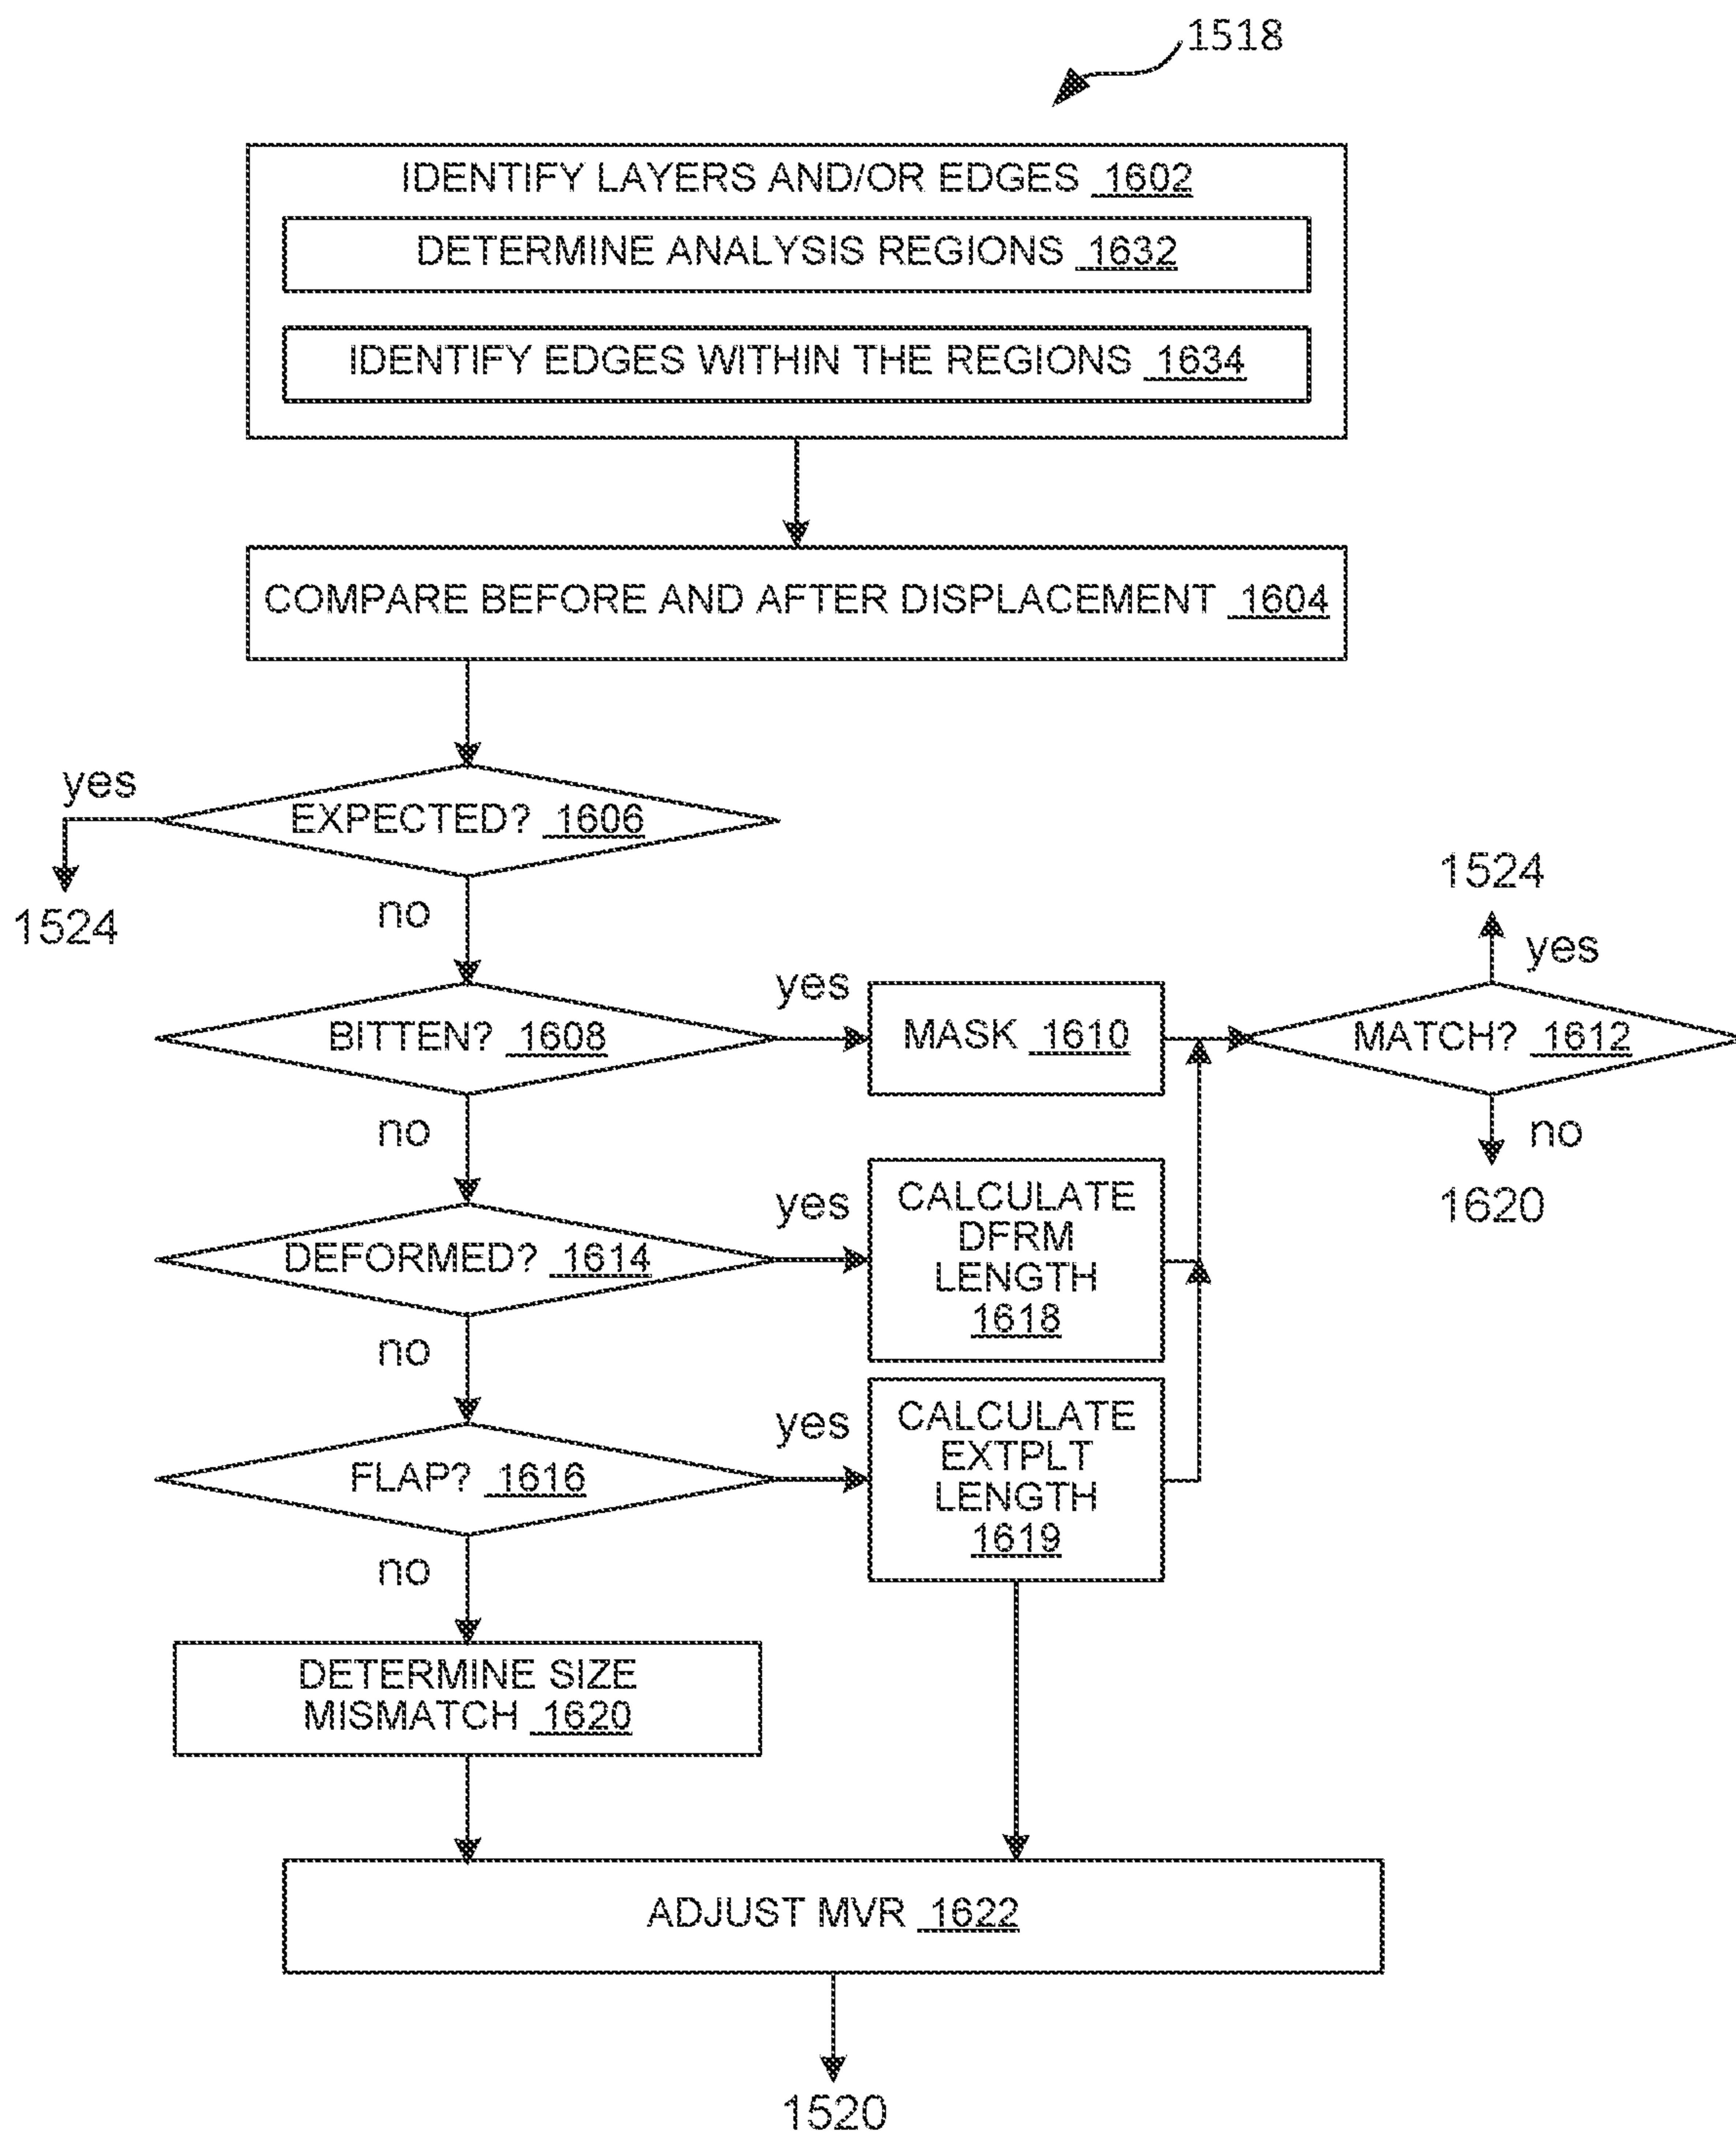 1518
IDENTIFY LAYERS AND/OR EDGES 1602
DETERMINE ANALYSIS REGIONS 1632
IDENTIFY EDGES WITHIN THE REGIONS 1634
COMPARE BEFORE AND AFTER DISPLACEMENT 1604
yes
EXPECTED? 1606
1524
no
BITTEN? 1608
yes
MASK 1610
MATCH? 1612
1524
yes
no
1620
no
DEFORMED? 1614
yes
CALCULATE
DFRM
LENGTH
1618
no
FLAP? 1616
yes
CALCULATE
EXTPLT
LENGTH
1619
no
DETERMINE SIZE
MISMATCH 1620
ADJUST MVR 1622
1520